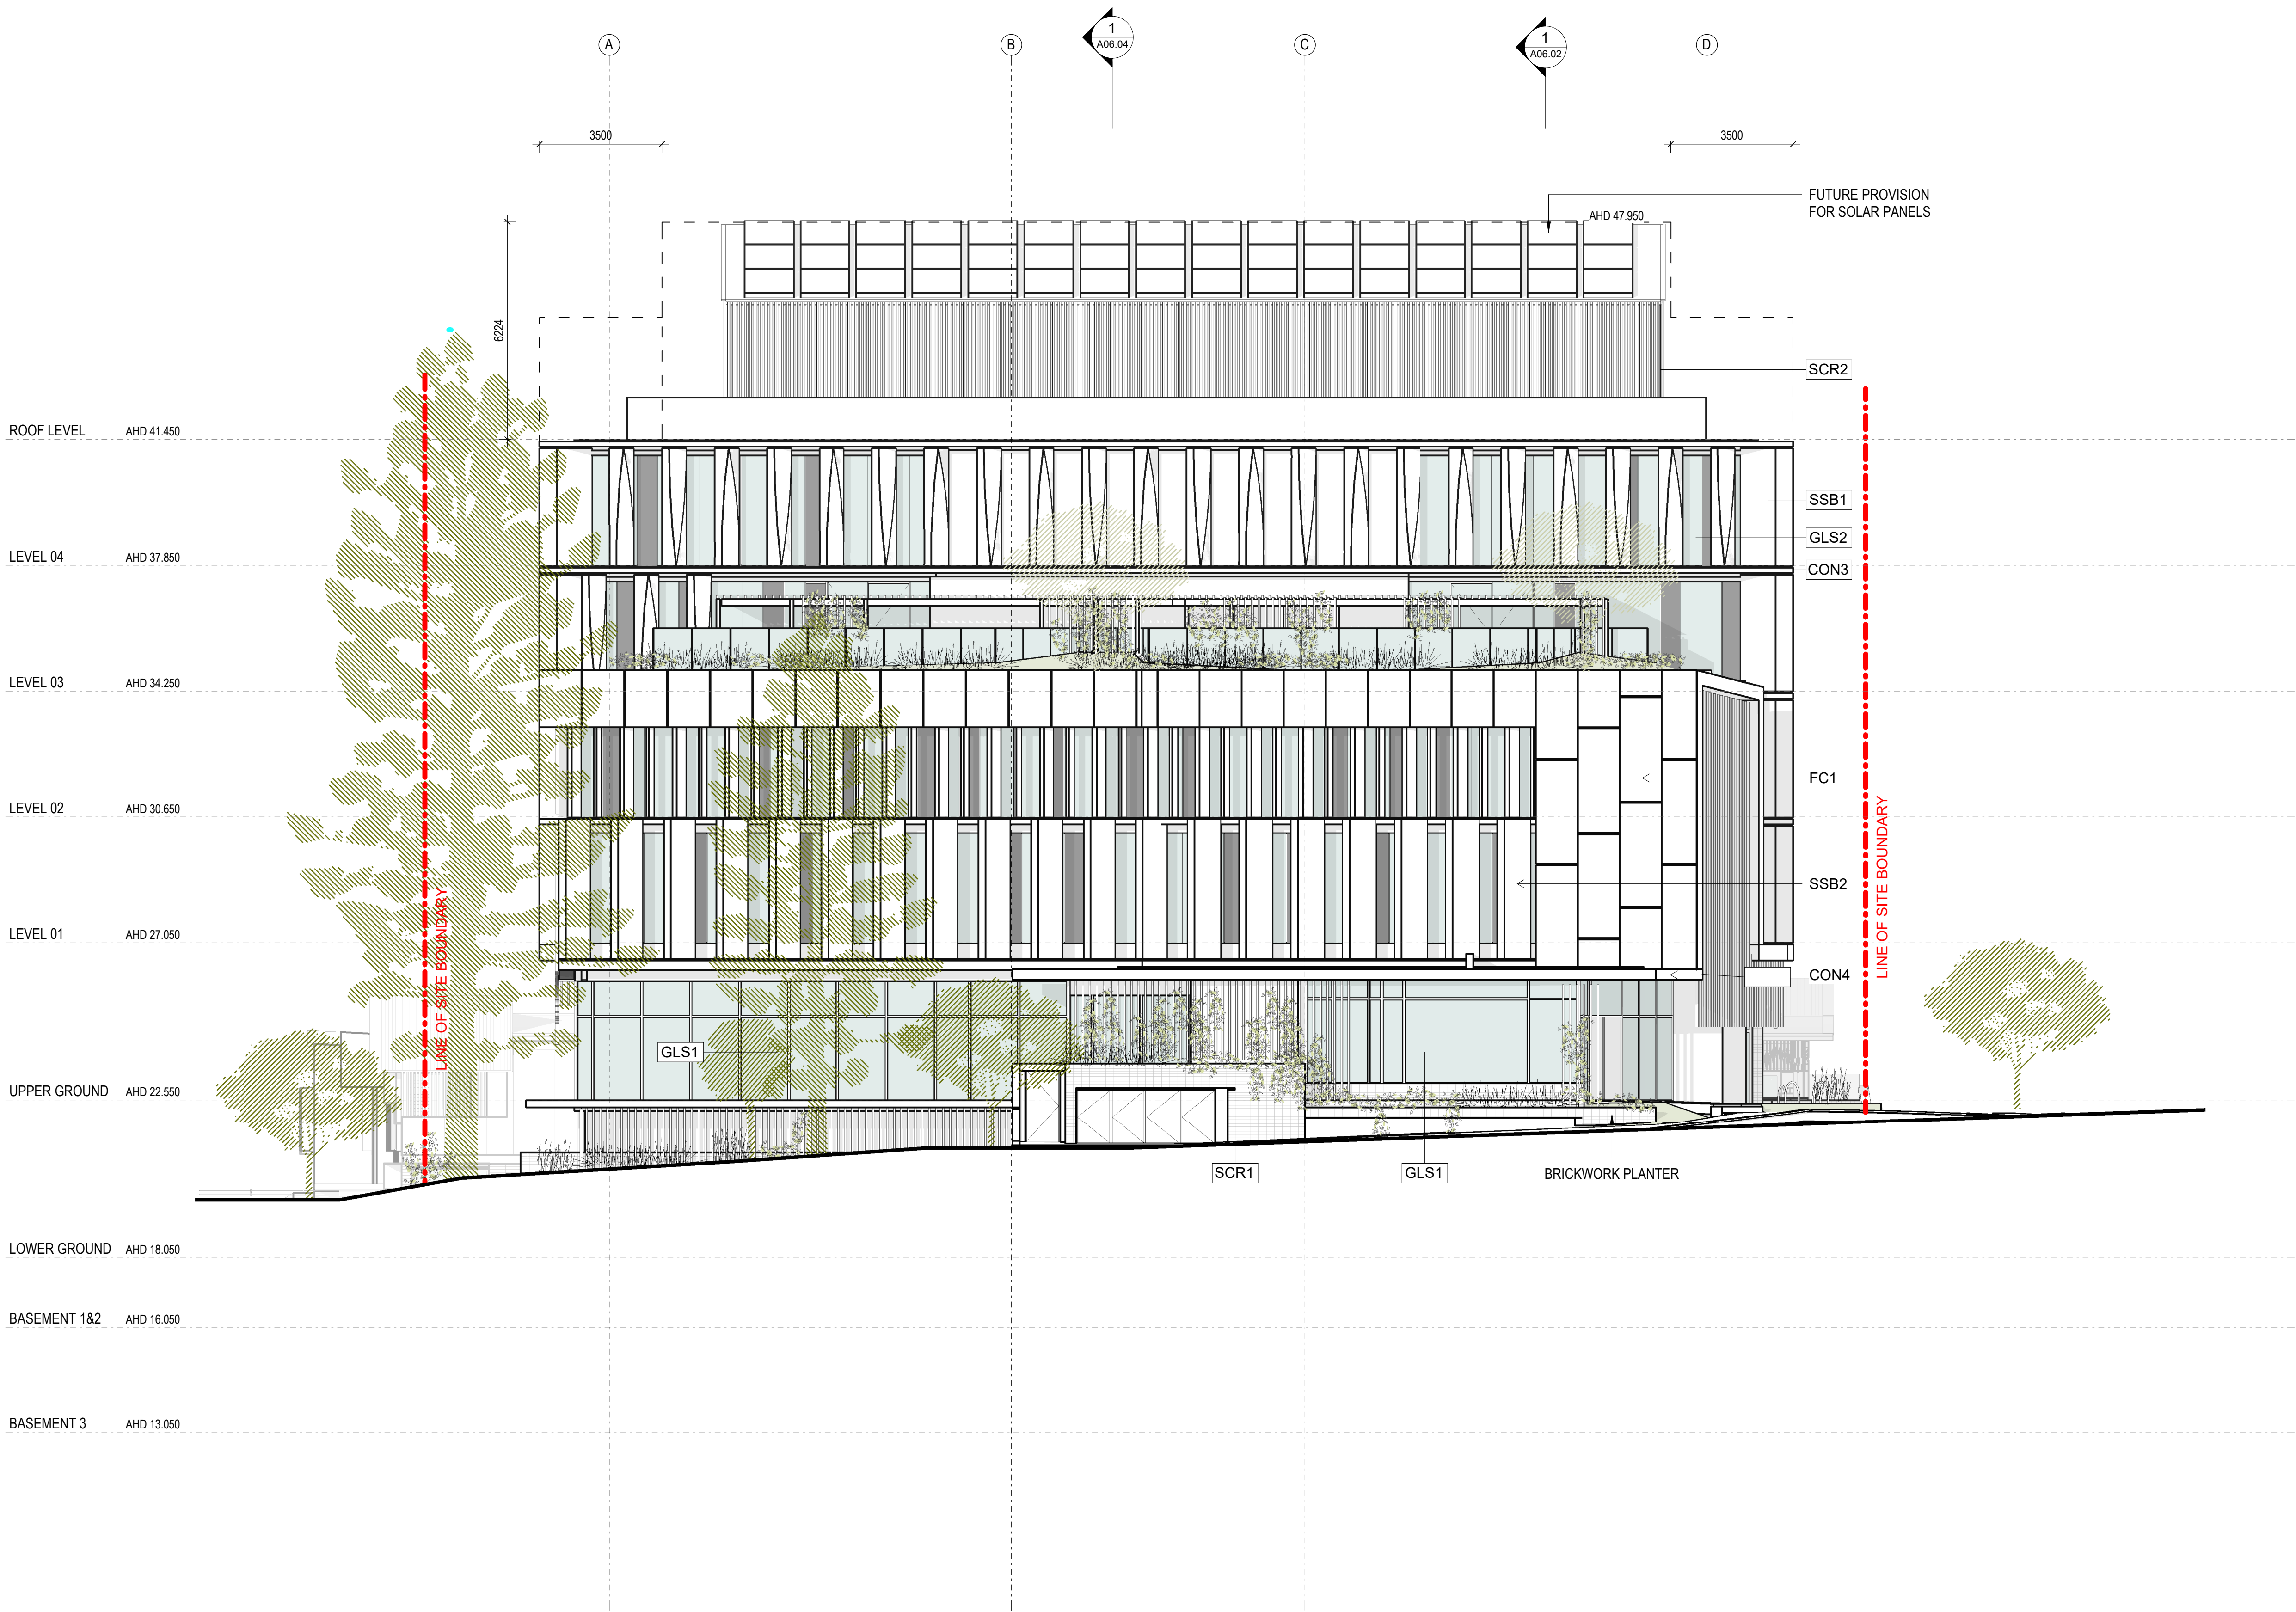 A
B
1
A06.04
C
1
A06.02
D
3500
3500
FUTURE PROVISION
FOR SOLAR PANELS
AHD 47.950
6224
SCR2
ROOF LEVEL AHD 41.450
SSB1
GLS2
LEVEL 04 AHD 37.850
CON3
LEVEL 03 AHD 34.250
FC1
LEVEL 02 AHD 30.650
SSB2
LINE OF SITE BOUNDARY
LEVEL 01 AHD 27.050
LINE OF SITE BOUNDARY
CON4
GLS1
UPPER GROUND AHD 22.550
SCR1
GLS1
BRICKWORK PLANTER
LOWER GROUND AHD 18.050
BASEMENT 1&2 AHD 16.050
BASEMENT 3 AHD 13.050